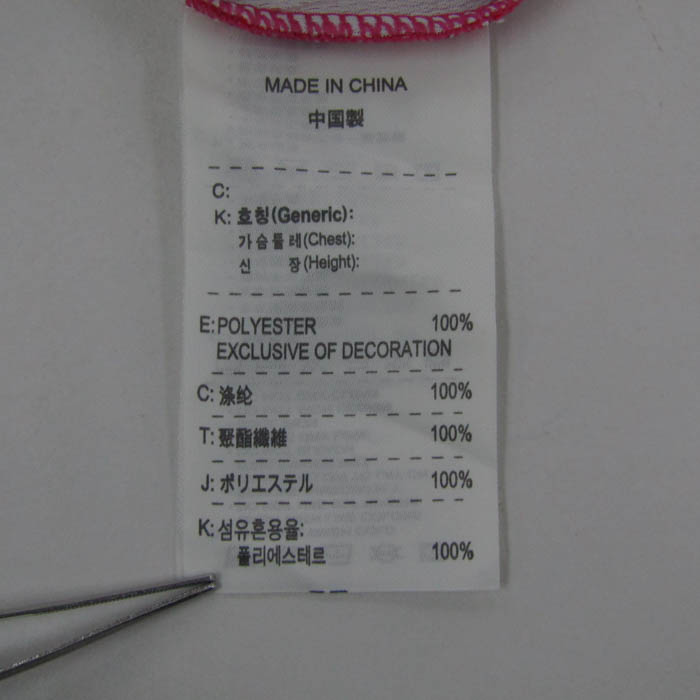 MADE IN CHINA
中国製
C:
K: 호칭(Generic):
가슴둘레(Chest):
신 장(Height):
E: POLYESTER 100%
EXCLUSIVE OF DECORATION
C: 涤纶 100%
T: 聚酯纖維 100%
J: ポリエステル 100%
K: 섬유혼용율:
폴리에스테르 100%